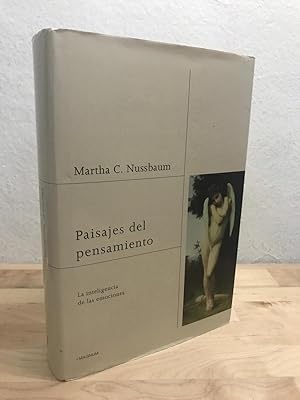 Martha C. Nussbaum
Paisajes del
pensamiento
La inteligencia
de las emociones